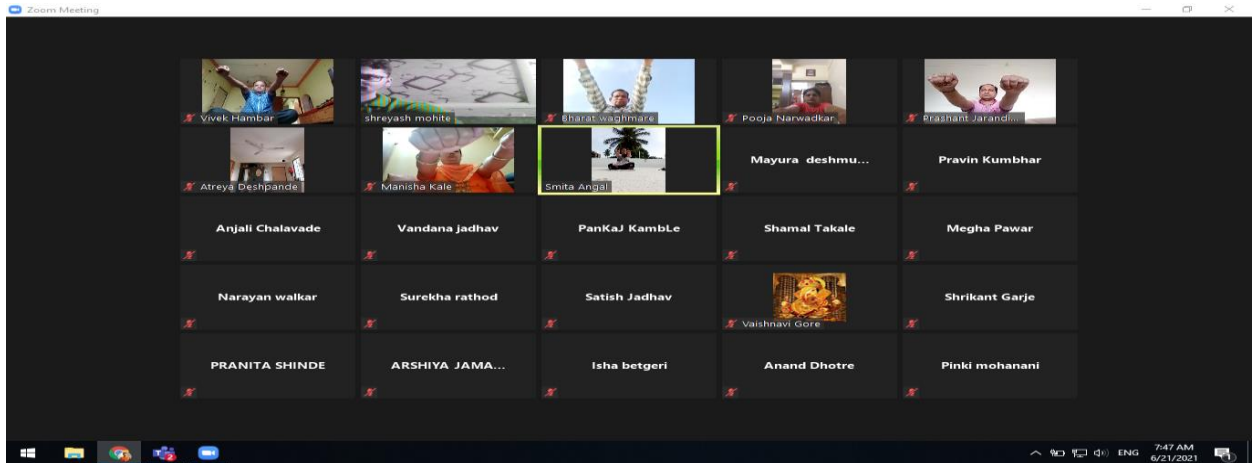 Zoom Meeting
Vivek Hambar
shreyash mohite
Bharat waghmare
Pooja Narwadkar
Prashant Jarandi...
Atreya Deshpande
Manisha Kale
Smita Angal
Mayura deshmu...
Pravin Kumbhar
Anjali Chalavade
Vandana jadhav
PanKaJ KambLe
Shamal Takale
Megha Pawar
Narayan walkar
Surekha rathod
Satish Jadhav
Vaishnavi Gore
Shrikant Garje
PRANITA SHINDE
ARSHIYA JAMA...
Isha betgeri
Anand Dhotre
Pinki mohanani
ENG
7:47 AM
6/21/2021